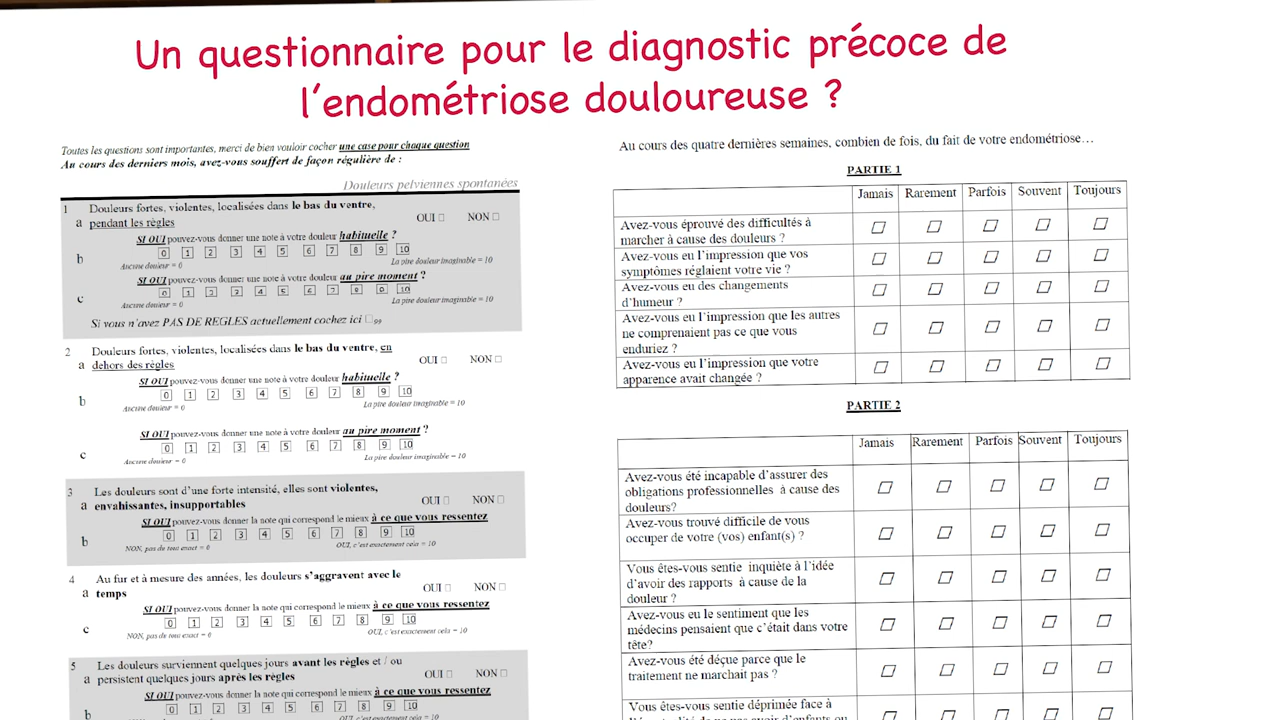 Un questionnaire pour le diagnostic précoce de
l'endométriose douloureuse ?
Toutes les questions sont importantes, merci de bien vouloir cocher une case pour chaque question
Au cours des derniers mois, avez-vous souffert de façon régulière de :
Douleurs pelviennes spontanées
1 Douleurs fortes, violentes, localisées dans le bas du ventre,
a pendant les règles OUI □ NON □
SI OUI pouvez-vous donner une note à votre douleur habituelle ?
b 0 1 2 3 4 5 6 7 8 9 10
Aucune douleur = 0 La pire douleur imaginable = 10
SI OUI pouvez-vous donner une note à votre douleur au pire moment ?
c 0 1 2 3 4 5 6 7 8 9 10
Aucune douleur = 0 La pire douleur imaginable = 10
Si vous n'avez PAS DE REGLES actuellement cochez ici □99
2 Douleurs fortes, violentes, localisées dans le bas du ventre, en
a dehors des règles OUI □ NON □
SI OUI pouvez-vous donner une note à votre douleur habituelle ?
b 0 1 2 3 4 5 6 7 8 9 10
Aucune douleur = 0 La pire douleur imaginable = 10
SI OUI pouvez-vous donner une note à votre douleur au pire moment ?
c 0 1 2 3 4 5 6 7 8 9 10
Aucune douleur = 0 La pire douleur imaginable = 10
3 Les douleurs sont d'une forte intensité, elles sont violentes,
a envahissantes, insupportables OUI □ NON □
SI OUI pouvez-vous donner la note qui correspond le mieux à ce que vous ressentez
b 0 1 2 3 4 5 6 7 8 9 10
NON, pas du tout exact = 0 OUI, c'est exactement cela = 10
4 Au fur et à mesure des années, les douleurs s'aggravent avec le
a temps OUI □ NON □
SI OUI pouvez-vous donner la note qui correspond le mieux à ce que vous ressentez
c 0 1 2 3 4 5 6 7 8 9 10
NON, pas du tout exact = 0 OUI, c'est exactement cela = 10
5 Les douleurs surviennent quelques jours avant les règles et / ou
a persistent quelques jours après les règles OUI □ NON □
SI OUI pouvez-vous donner la note qui correspond le mieux à ce que vous ressentez
b 0 1 2 3 4 5 6 7 8 9 10
OUI, c'est exactement cela = 10
Au cours des quatre dernières semaines, combien de fois, du fait de votre endométriose…
PARTIE 1
Jamais Rarement Parfois Souvent Toujours
Avez-vous éprouvé des difficultés à
marcher à cause des douleurs ?
Avez-vous eu l'impression que vos
symptômes réglaient votre vie ?
Avez-vous eu des changements
d'humeur ?
Avez-vous eu l'impression que les autres
ne comprenaient pas ce que vous
enduriez ?
Avez-vous eu l'impression que votre
apparence avait changée ?
PARTIE 2
Jamais Rarement Parfois Souvent Toujours
Avez-vous été incapable d'assurer des
obligations professionnelles à cause des
douleurs?
Avez-vous trouvé difficile de vous
occuper de votre (vos) enfant(s) ?
Vous êtes-vous sentie inquiète à l'idée
d'avoir des rapports à cause de la
douleur ?
Avez-vous eu le sentiment que les
médecins pensaient que c'était dans votre
tête?
Avez-vous été déçue parce que le
traitement ne marchait pas ?
Vous êtes-vous sentie déprimée face à